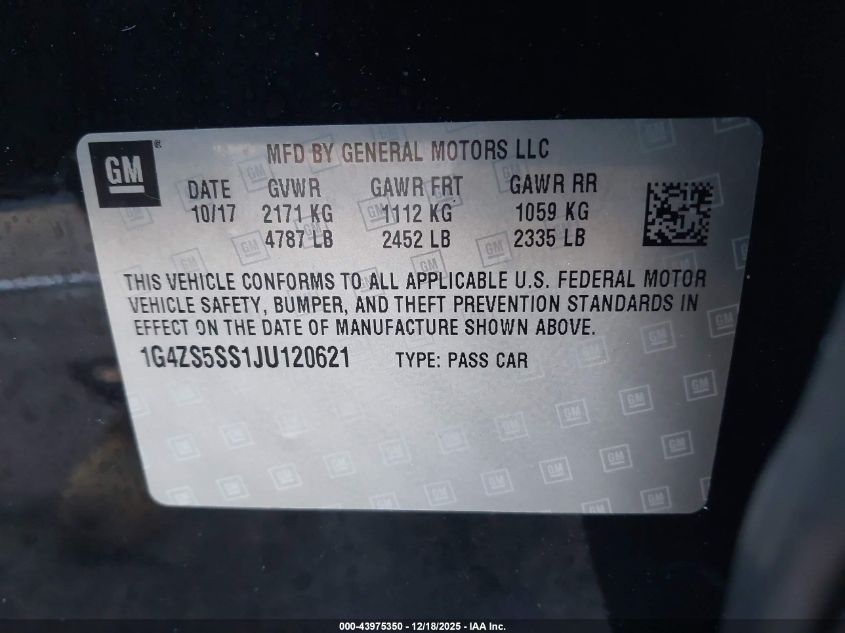 GM ®
MFD BY GENERAL MOTORS LLC
DATE GVWR GAWR FRT GAWR RR
10/17 2171 KG 1112 KG 1059 KG
4787 LB 2452 LB 2335 LB
THIS VEHICLE CONFORMS TO ALL APPLICABLE U.S. FEDERAL MOTOR
VEHICLE SAFETY, BUMPER, AND THEFT PREVENTION STANDARDS IN
EFFECT ON THE DATE OF MANUFACTURE SHOWN ABOVE.
1G4ZS5SS1JU120621 TYPE: PASS CAR
000-43975350 - 12/18/2025 - IAA Inc.